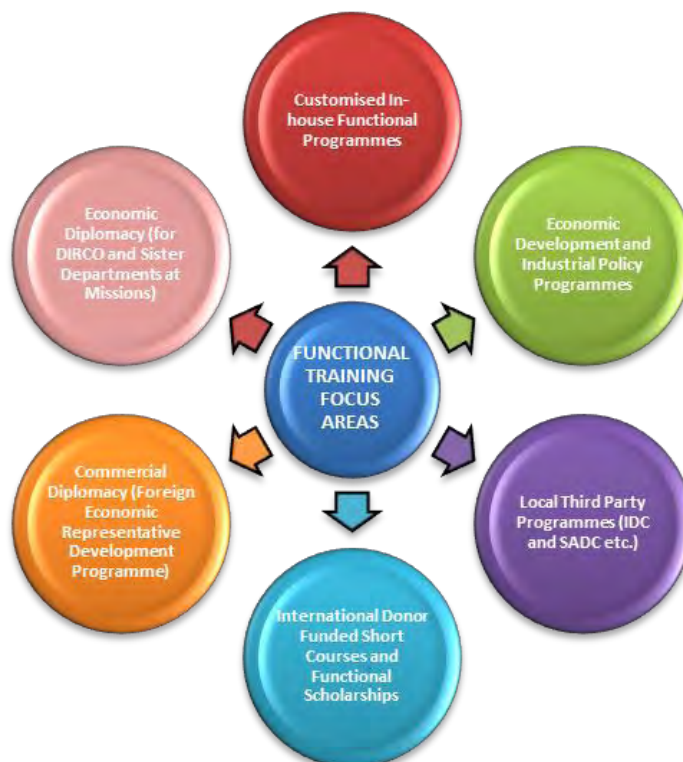 Customised In-
house Functional
Programmes
Economic
Diplomacy (for
DIRCO and Sister
Departments at
Missions)
Economic
Development and
Industrial Policy
Programmes
FUNCTIONAL
TRAINING
FOCUS
AREAS
Commercial
Diplomacy (Foreign
Economic
Representative
Development
Programme)
Local Third Party
Programmes (IDC
and SADC etc.)
International Donor
Funded Short
Courses and
Functional
Scholarships